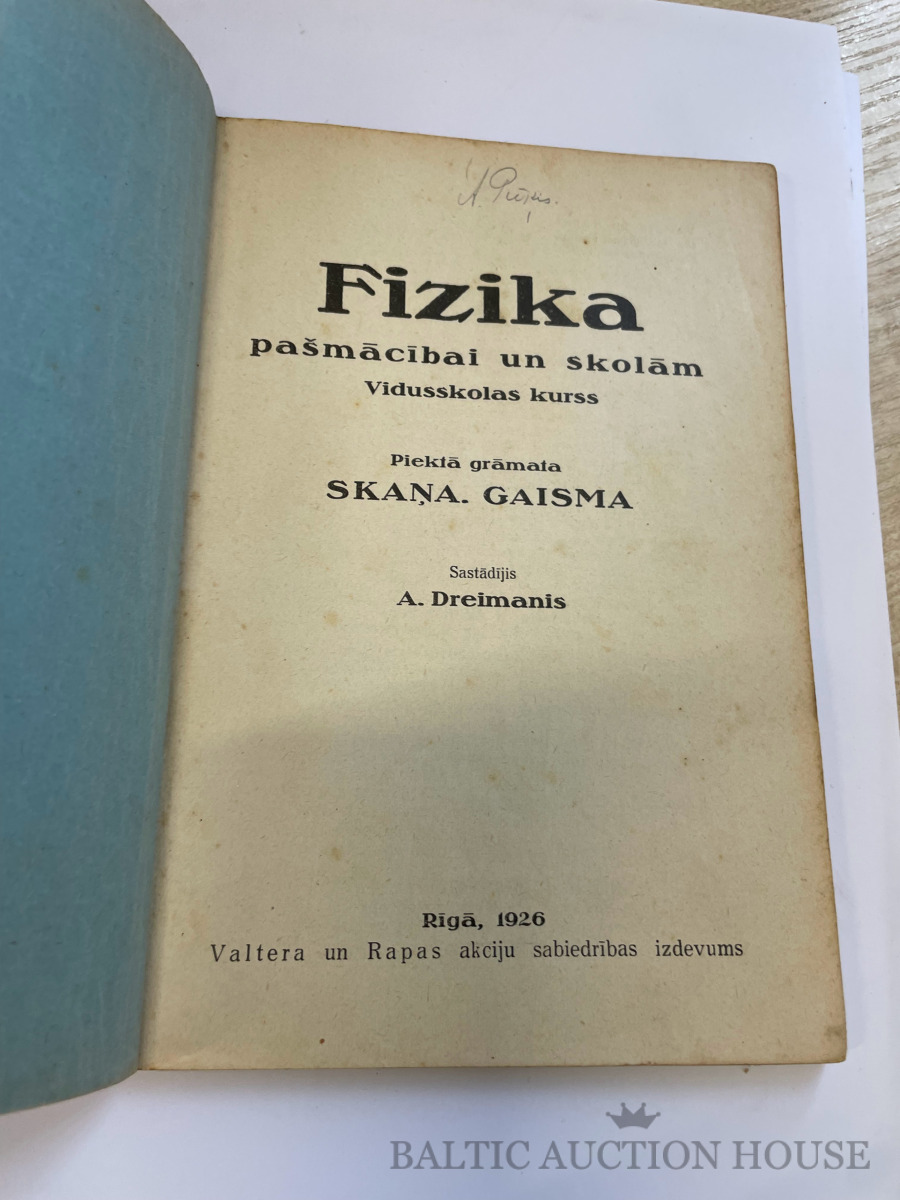 Fizika
pašmācībai un skolām
Vidusskolas kurss
Piektā grāmata
SKAŅA. GAISMA
Sastādījis
A. Dreimanis
Rīgā, 1926
Valtera un Rapas akciju sabiedrības izdevums
BALTIC AUCTION HOUSE